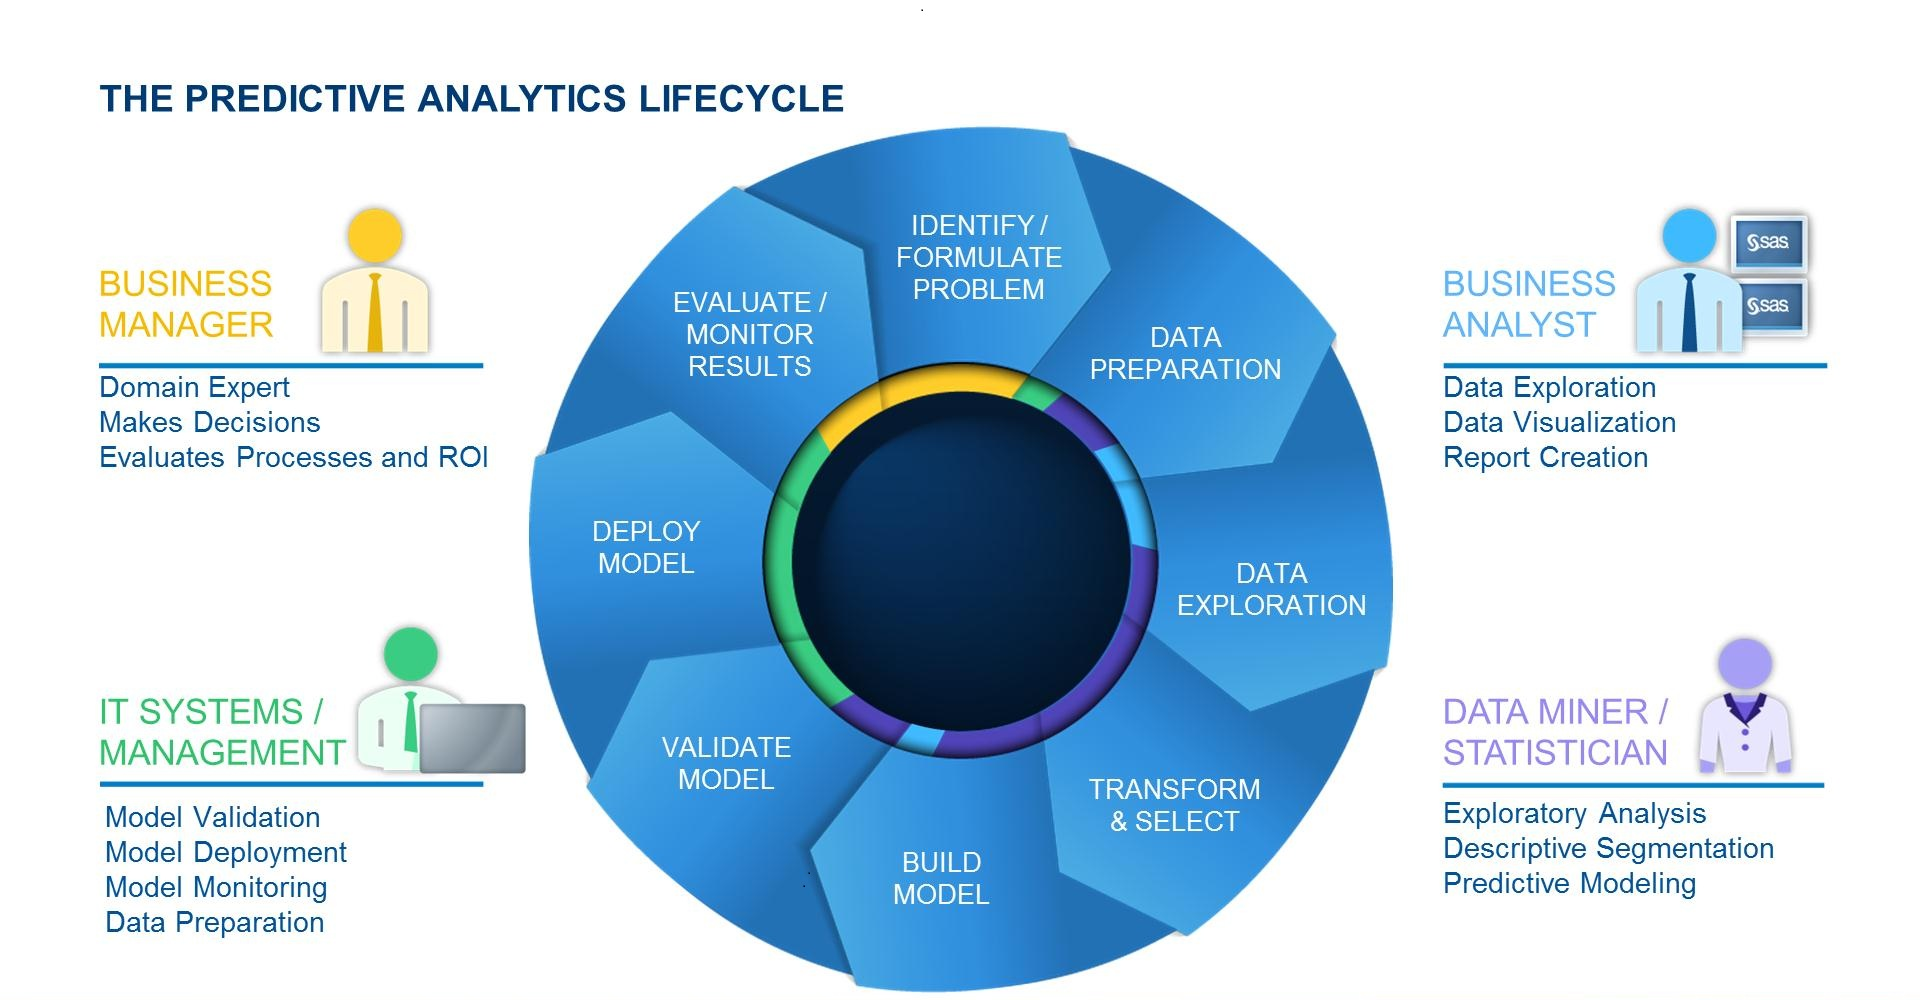 THE PREDICTIVE ANALYTICS LIFECYCLE
BUSINESS
MANAGER
Domain Expert
Makes Decisions
Evaluates Processes and ROI
IDENTIFY /
FORMULATE
PROBLEM
DATA
PREPARATION
DATA
EXPLORATION
TRANSFORM
& SELECT
BUILD
MODEL
VALIDATE
MODEL
DEPLOY
MODEL
EVALUATE /
MONITOR
RESULTS
BUSINESS
ANALYST
sas
sas
Data Exploration
Data Visualization
Report Creation
IT SYSTEMS /
MANAGEMENT
Model Validation
Model Deployment
Model Monitoring
Data Preparation
DATA MINER /
STATISTICIAN
Exploratory Analysis
Descriptive Segmentation
Predictive Modeling